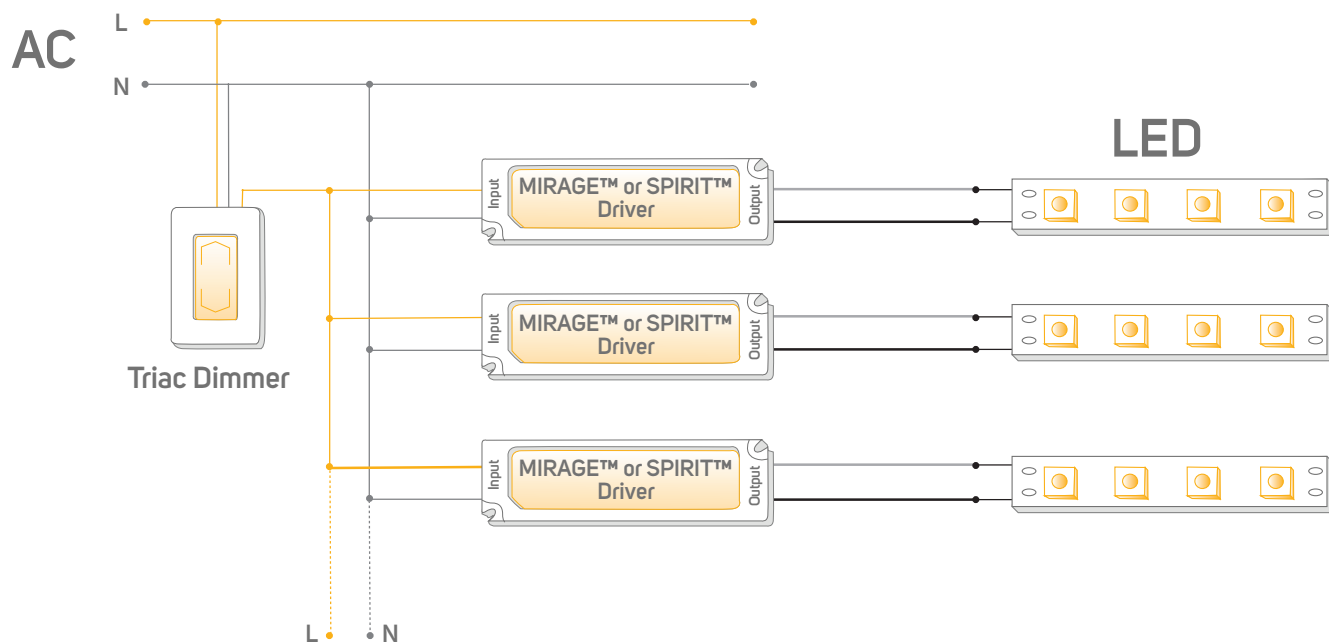 L
AC
N
LED
Input
MIRAGE™ or SPIRIT™
Driver
Output
Triac Dimmer
Input
MIRAGE™ or SPIRIT™
Driver
Output
Input
MIRAGE™ or SPIRIT™
Driver
Output
L
N